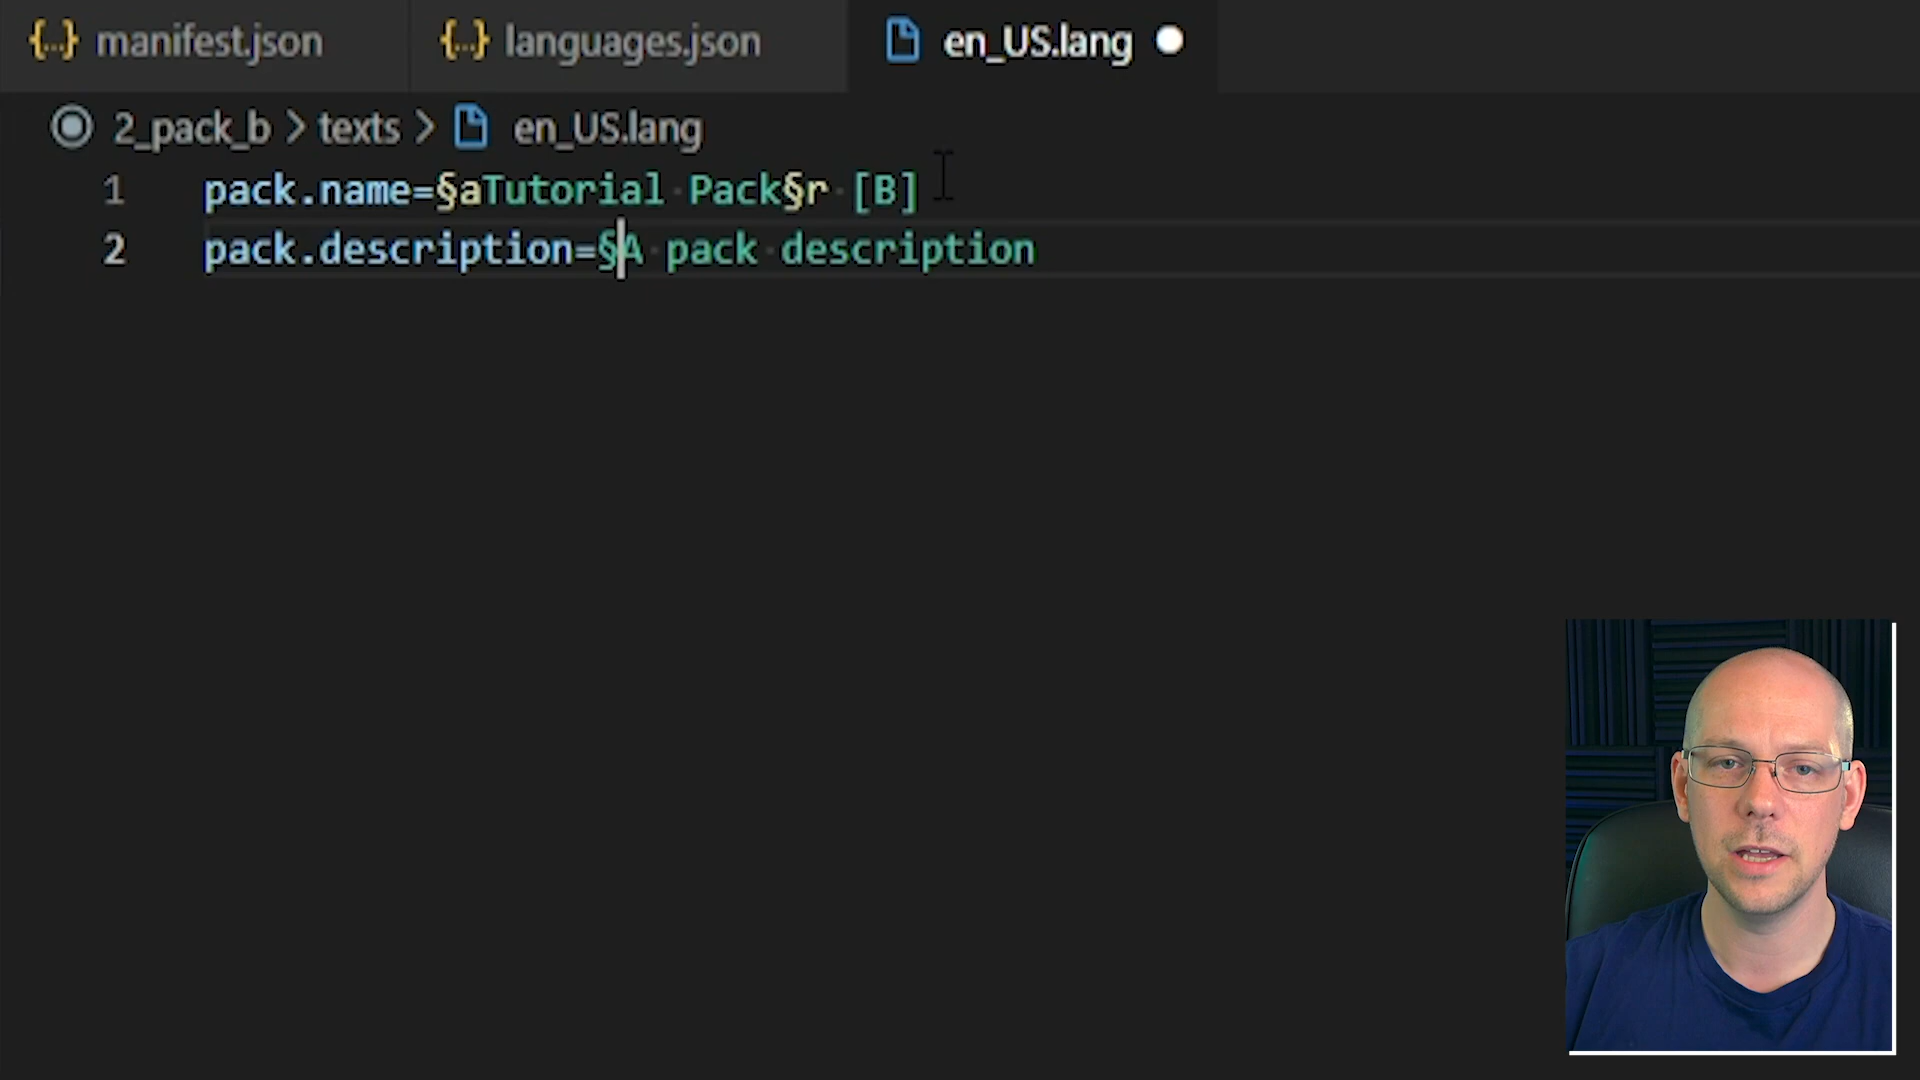 {..} manifest.json {..} languages.json en_US.lang
2_pack_b > texts > en_US.lang
1 pack.name=§aTutorial Pack§r [B]
2 pack.description=§A pack description